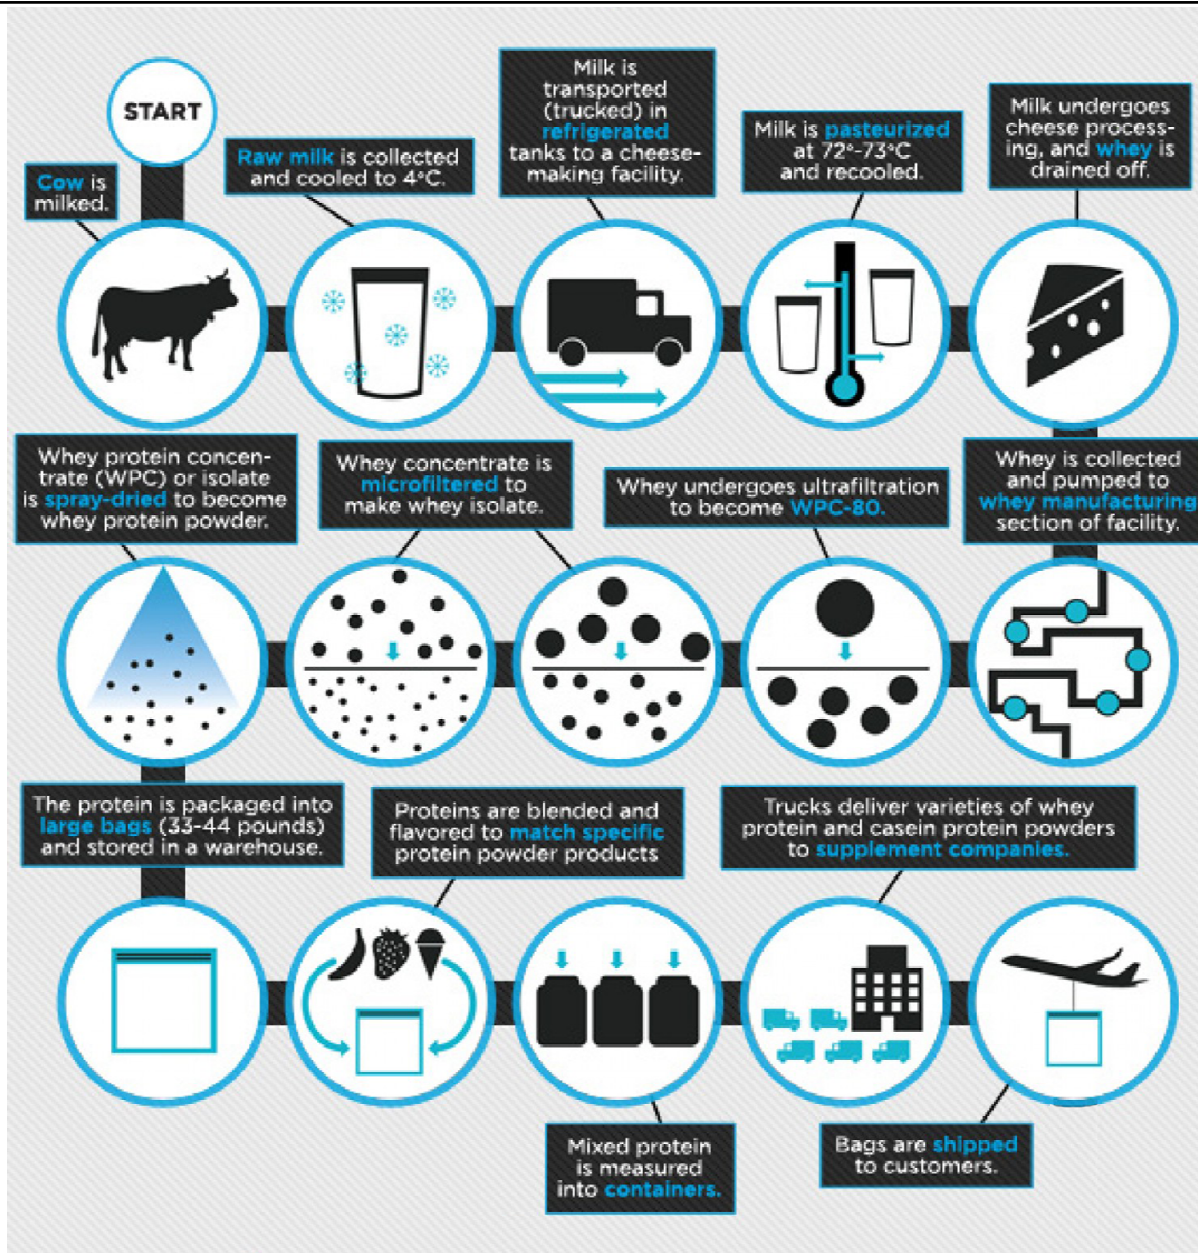 START
Cow is
milked.
Raw milk is collected
and cooled to 4°C.
Milk is
transported
(trucked) in
refrigerated
tanks to a cheese-
making facility.
Milk is pasteurized
at 72°-73°C
and recooled.
Milk undergoes
cheese process-
ing, and whey is
drained off.
Whey is collected
and pumped to
whey manufacturing
section of facility.
Whey undergoes ultrafiltration
to become WPC-80.
Whey concentrate is
microfiltered to
make whey isolate.
Whey protein concen-
trate (WPC) or isolate
is spray-dried to become
whey protein powder.
The protein is packaged into
large bags (33-44 pounds)
and stored in a warehouse.
Proteins are blended and
flavored to match specific
protein powder products
Mixed protein
is measured
into containers.
Trucks deliver varieties of whey
protein and casein protein powders
to supplement companies.
Bags are shipped
to customers.